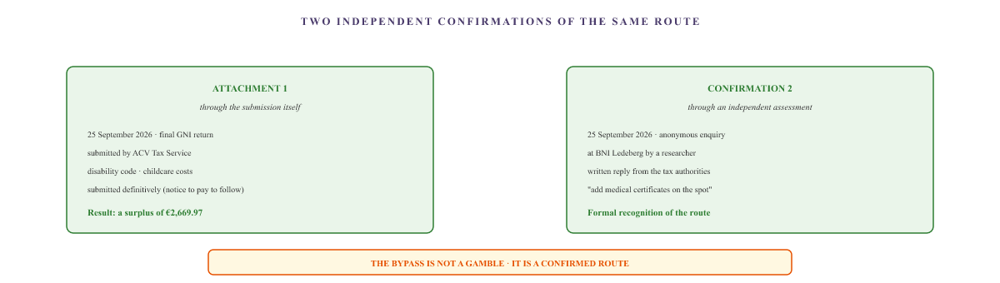 TWO INDEPENDENT CONFIRMATIONS OF THE SAME ROUTE
ATTACHMENT 1
through the submission itself
25 September 2026 · final GNI return
submitted by ACV Tax Service
disability code · childcare costs
submitted definitively (notice to pay to follow)
Result: a surplus of €2,669.97
CONFIRMATION 2
through an independent assessment
25 September 2026 · anonymous enquiry
at BNI Ledeberg by a researcher
written reply from the tax authorities
"add medical certificates on the spot"
Formal recognition of the route
THE BYPASS IS NOT A GAMBLE · IT IS A CONFIRMED ROUTE